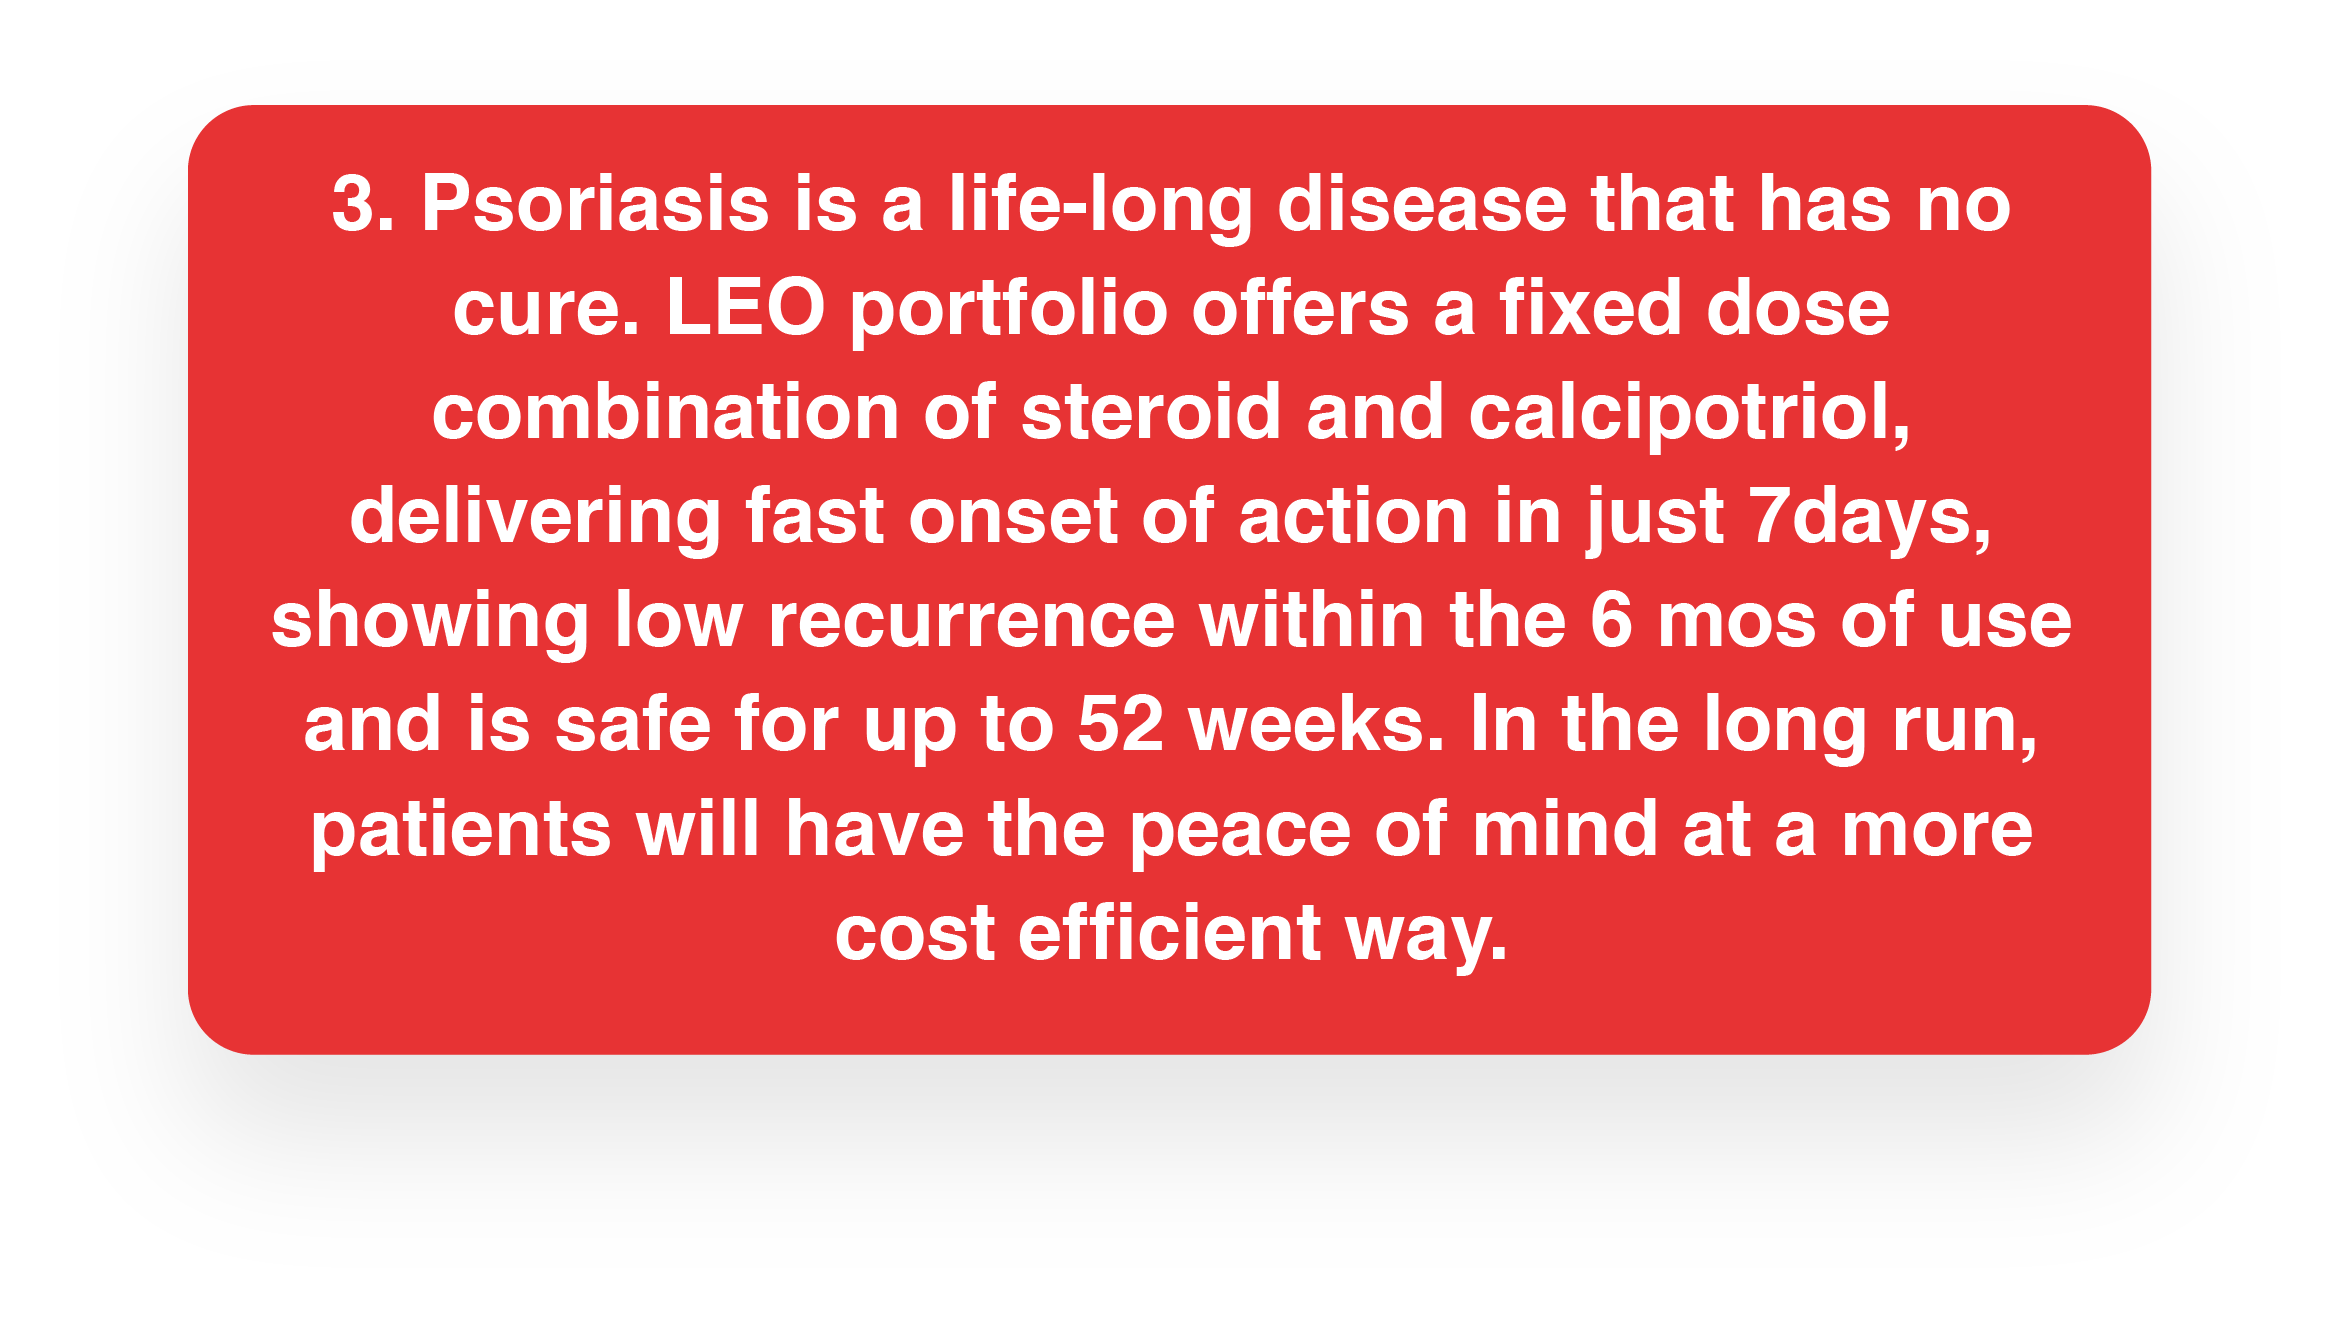 3. Psoriasis is a life-long disease that has no
cure. LEO portfolio offers a fixed dose
combination of steroid and calcipotriol,
delivering fast onset of action in just 7days,
showing low recurrence within the 6 mos of use
and is safe for up to 52 weeks. In the long run,
patients will have the peace of mind at a more
cost efficient way.